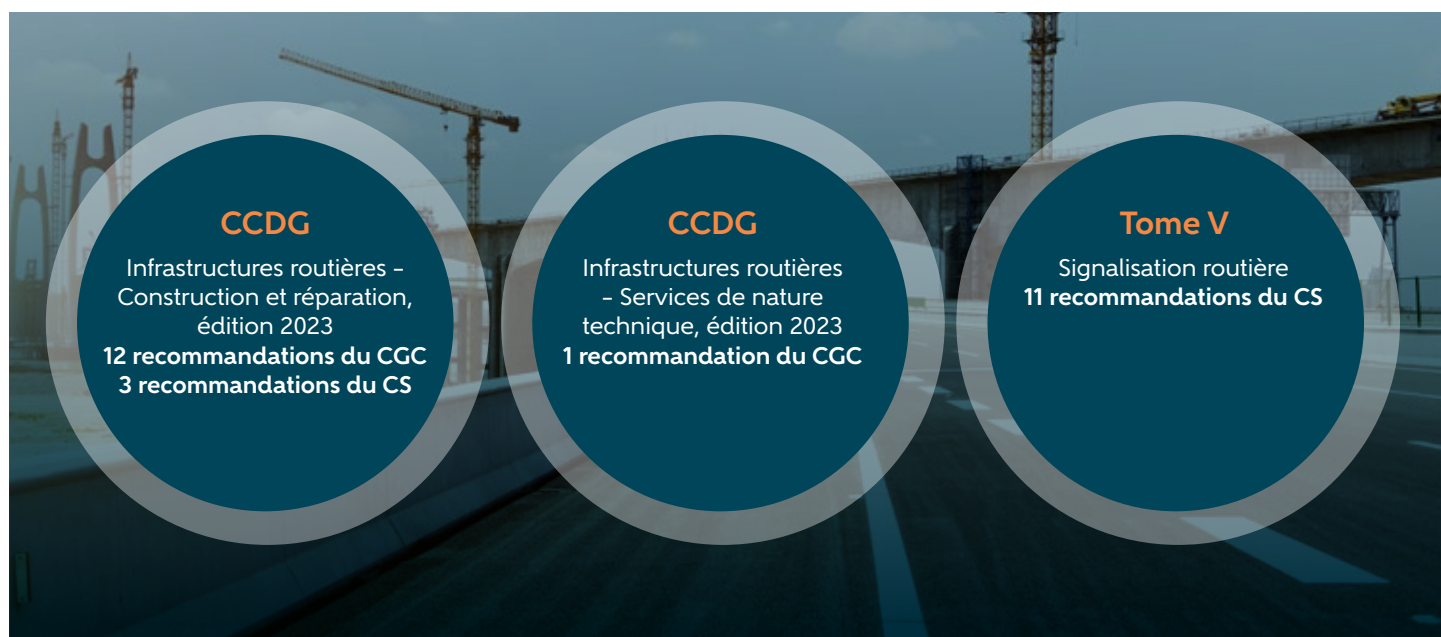 CCDG
Infrastructures routières –
Construction et réparation,
édition 2023
12 recommandations du CGC
3 recommandations du CS
CCDG
Infrastructures routières
– Services de nature
technique, édition 2023
1 recommandation du CGC
Tome V
Signalisation routière
11 recommandations du CS